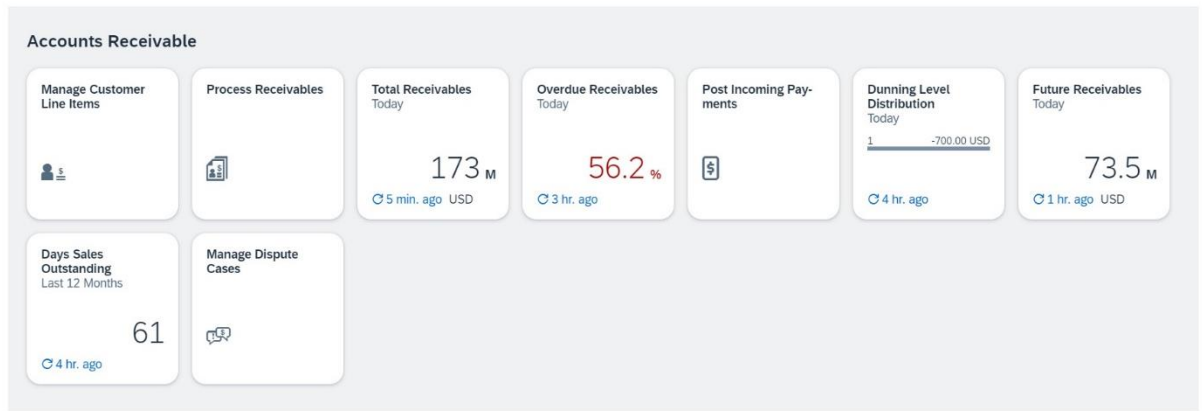 Accounts Receivable
Manage Customer
Line Items
Process Receivables
Total Receivables
Today
173 M
5 min. ago USD
Overdue Receivables
Today
56.2 %
3 hr. ago
Post Incoming Pay-
ments
Dunning Level
Distribution
Today
1 -700.00 USD
4 hr. ago
Future Receivables
Today
73.5 M
1 hr. ago USD
Days Sales
Outstanding
Last 12 Months
61
4 hr. ago
Manage Dispute
Cases